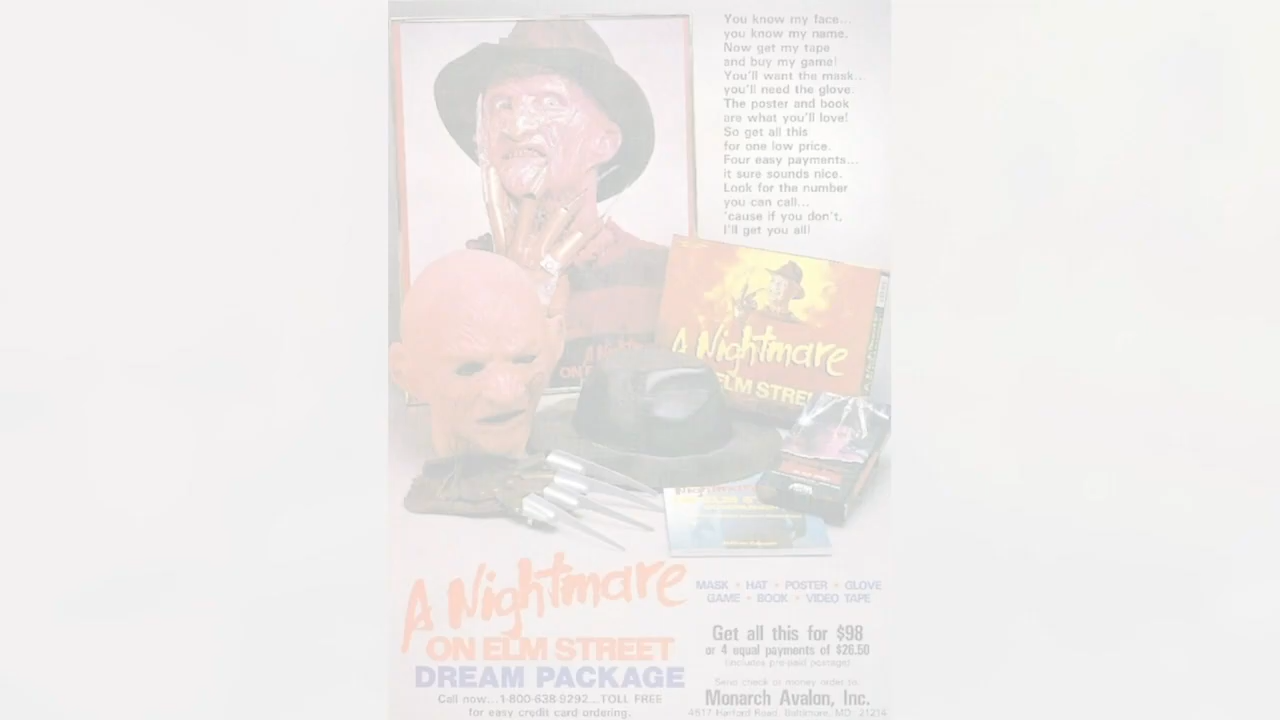 You know my face...
you know my name.
Now get my tape
and buy my game!
You'll want the mask...
you'll need the glove.
The poster and book
are what you'll love!
So get all this
for one low price.
Four easy payments...
it sure sounds nice.
Look for the number
you can call...
'cause if you don't,
I'll get you all!
A Nightmare
ELM STREE
A Nightmare
ON ELM STREET
DREAM PACKAGE
Call now...1-800-638-9292...TOLL FREE
for easy credit card ordering.
MASK • HAT • POSTER • GLOVE
GAME • BOOK • VIDEO TAPE
Get all this for $98
or 4 equal payments of $26.50
(includes pre-paid postage)
Send check or money order to:
Monarch Avalon, Inc.
4517 Harford Road, Baltimore, MD 21214